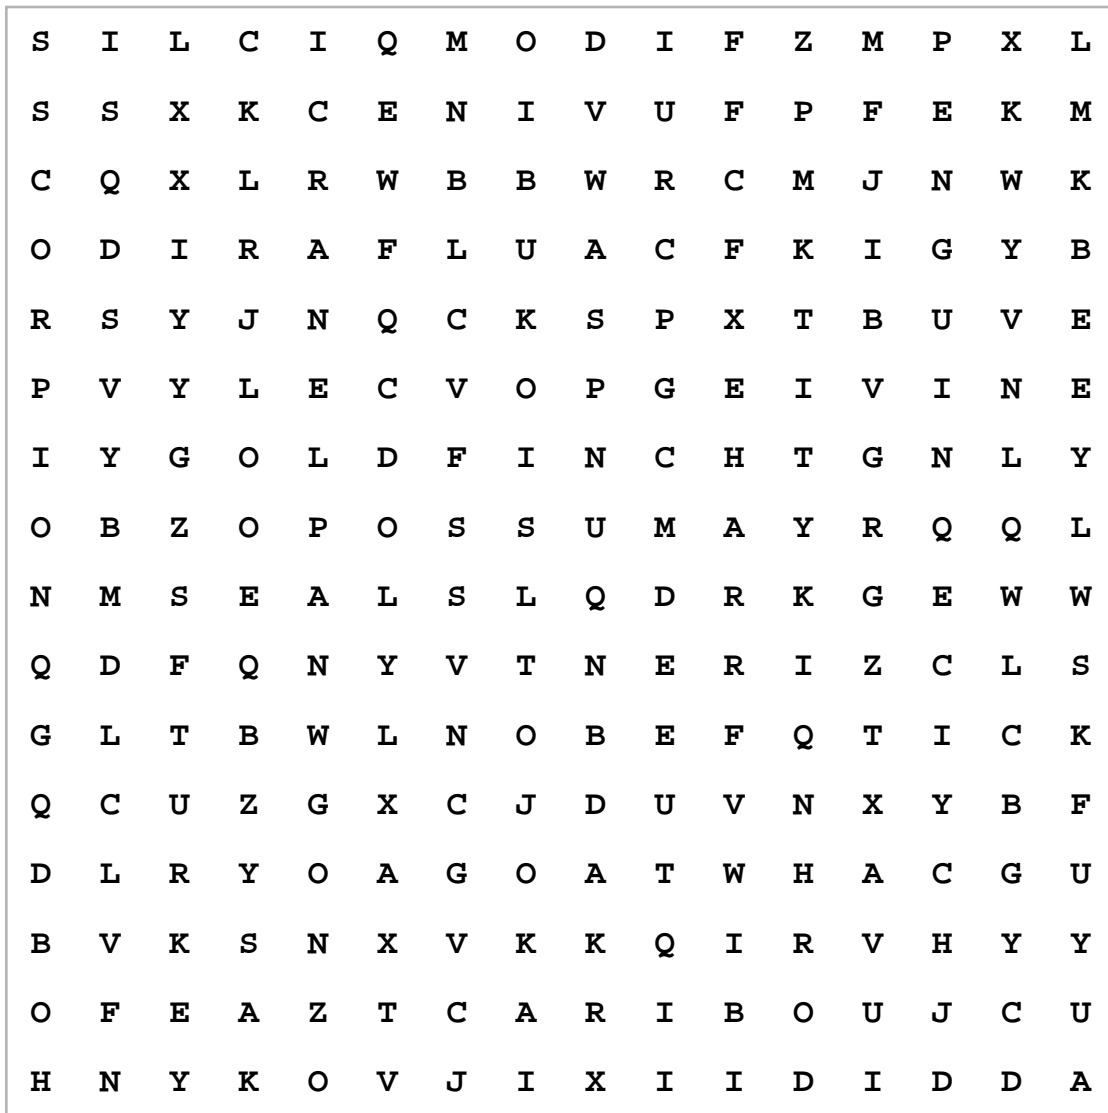 S I L C I Q M O D I F Z M P X L
S S X K C E N I V U F P F E K M
C Q X L R W B B W R C M J N W K
O D I R A F L U A C F K I G Y B
R S Y J N Q C K S P X T B U V E
P V Y L E C V O P G E I V I N E
I Y G O L D F I N C H T G N L Y
O B Z O P O S S U M A Y R Q Q L
N M S E A L S L Q D R K G E W W
Q D F Q N Y V T N E R I Z C L S
G L T B W L N O B E F Q T I C K
Q C U Z G X C J D U V N X Y B F
D L R Y O A G O A T W H A C G U
B V K S N X V K K Q I R V H Y Y
O F E A Z T C A R I B O U J C U
H N Y K O V J I X I I D I D D A